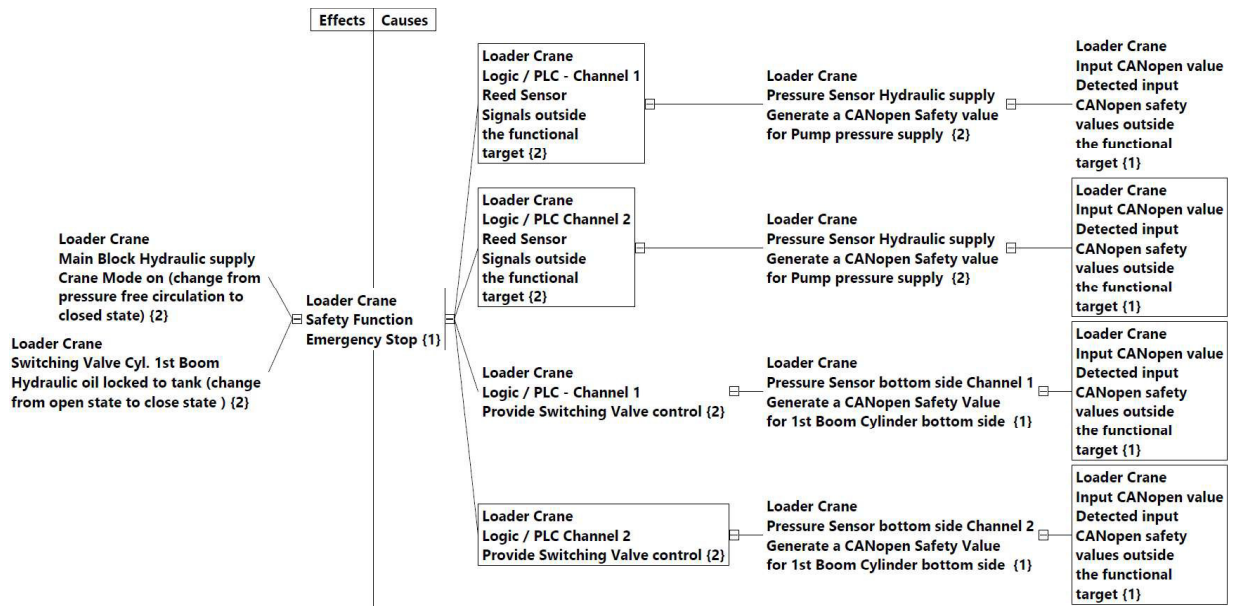 Effects Causes
Loader Crane
Main Block Hydraulic supply
Crane Mode on (change from
pressure free circulation to
closed state) {2}
Loader Crane
Switching Valve Cyl. 1st Boom
Hydraulic oil locked to tank (change
from open state to close state ) {2}
Loader Crane
Safety Function
Emergency Stop {1}
Loader Crane
Logic / PLC - Channel 1
Reed Sensor
Signals outside
the functional
target {2}
Loader Crane
Pressure Sensor Hydraulic supply
Generate a CANopen Safety value
for Pump pressure supply {2}
Loader Crane
Input CANopen value
Detected input
CANopen safety
values outside
the functional
target {1}
Loader Crane
Logic / PLC Channel 2
Reed Sensor
Signals outside
the functional
target {2}
Loader Crane
Pressure Sensor Hydraulic supply
Generate a CANopen Safety value
for Pump pressure supply {2}
Loader Crane
Input CANopen value
Detected input
CANopen safety
values outside
the functional
target {1}
Loader Crane
Logic / PLC - Channel 1
Provide Switching Valve control {2}
Loader Crane
Pressure Sensor bottom side Channel 1
Generate a CANopen Safety Value
for 1st Boom Cylinder bottom side {1}
Loader Crane
Input CANopen value
Detected input
CANopen safety
values outside
the functional
target {1}
Loader Crane
Logic / PLC Channel 2
Provide Switching Valve control {2}
Loader Crane
Pressure Sensor bottom side Channel 2
Generate a CANopen Safety Value
for 1st Boom Cylinder bottom side {1}
Loader Crane
Input CANopen value
Detected input
CANopen safety
values outside
the functional
target {1}